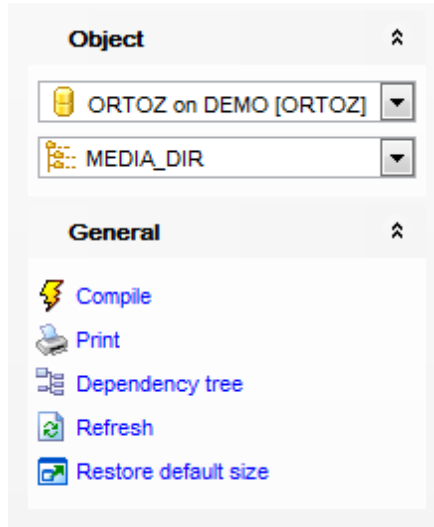 Object
ORTOZ on DEMO [ORTOZ]
MEDIA_DIR
General
Compile
Print
Dependency tree
Refresh
Restore default size